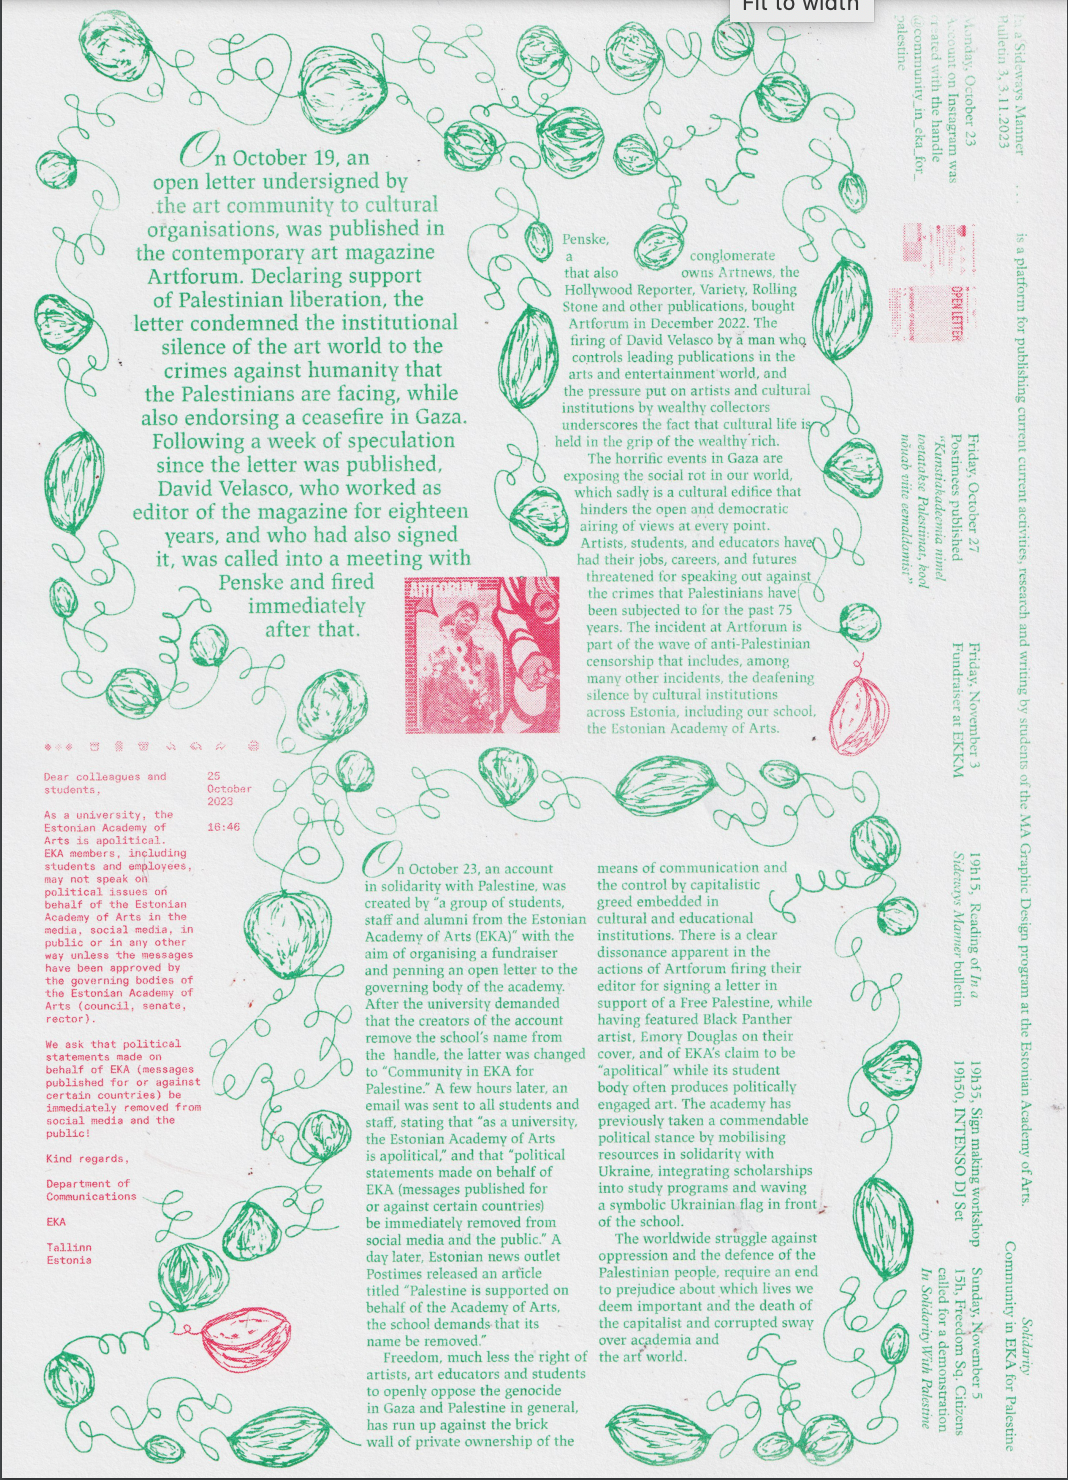 Fit to width
On October 19, an
open letter undersigned by
the art community to cultural
organisations, was published in
the contemporary art magazine
Artforum. Declaring support
of Palestinian liberation, the
letter condemned the institutional
silence of the art world to the
crimes against humanity that
the Palestinians are facing, while
also endorsing a ceasefire in Gaza.
Following a week of speculation
since the letter was published,
David Velasco, who worked as
editor of the magazine for eighteen
years, and who had also signed
it, was called into a meeting with
Penske and fired
immediately
after that.
ARTFORUM
Penske,
a conglomerate
that also owns Artnews, the
Hollywood Reporter, Variety, Rolling
Stone and other publications, bought
Artforum in December 2022. The
firing of David Velasco by a man who
controls leading publications in the
arts and entertainment world, and
the pressure put on artists and cultural
institutions by wealthy collectors
underscores the fact that cultural life is
held in the grip of the wealthy rich.
The horrific events in Gaza are
exposing the social rot in our world,
which sadly is a cultural edifice that
hinders the open and democratic
airing of views at every point.
Artists, students, and educators have
had their jobs, careers, and futures
threatened for speaking out against
the crimes that Palestinians have
been subjected to for the past 75
years. The incident at Artforum is
part of the wave of anti-Palestinian
censorship that includes, among
many other incidents, the deafening
silence by cultural institutions
across Estonia, including our school,
the Estonian Academy of Arts.
Dear colleagues and
students,
25
October
2023
16:46
As a university, the
Estonian Academy of
Arts is apolitical.
EKA members, including
students and employees,
may not speak on
political issues on
behalf of the Estonian
Academy of Arts in the
media, social media, in
public or in any other
way unless the messages
have been approved by
the governing bodies of
the Estonian Academy of
Arts (council, senate,
rector).
We ask that political
statements made on
behalf of EKA (messages
published for or against
certain countries) be
immediately removed from
social media and the
public!
Kind regards,
Department of
Communications
EKA
Tallinn
Estonia
On October 23, an account
in solidarity with Palestine, was
created by “a group of students,
staff and alumni from the Estonian
Academy of Arts (EKA)” with the
aim of organising a fundraiser
and penning an open letter to the
governing body of the academy.
After the university demanded
that the creators of the account
remove the school’s name from
the handle, the latter was changed
to “Community in EKA for
Palestine.” A few hours later, an
email was sent to all students and
staff, stating that “as a university,
the Estonian Academy of Arts
is apolitical,” and that “political
statements made on behalf of
EKA (messages published for
or against certain countries)
be immediately removed from
social media and the public.” A
day later, Estonian news outlet
Postimes released an article
titled “Palestine is supported on
behalf of the Academy of Arts,
the school demands that its
name be removed.”
Freedom, much less the right of
artists, art educators and students
to openly oppose the genocide
in Gaza and Palestine in general,
has run up against the brick
wall of private ownership of the
means of communication and
the control by capitalistic
greed embedded in
cultural and educational
institutions. There is a clear
dissonance apparent in the
actions of Artforum firing their
editor for signing a letter in
support of a Free Palestine, while
having featured Black Panther
artist, Emory Douglas on their
cover, and of EKA’s claim to be
“apolitical” while its student
body often produces politically
engaged art. The academy has
previously taken a commendable
political stance by mobilising
resources in solidarity with
Ukraine, integrating scholarships
into study programs and waving
a symbolic Ukrainian flag in front
of the school.
The worldwide struggle against
oppression and the defence of the
Palestinian people, require an end
to prejudice about which lives we
deem important and the death of
the capitalist and corrupted sway
over academia and
the art world.
In a Sideways Manner
Bulletin 3, 3.11.2023
is a platform for publishing current current activities, research and writing by students of the MA Graphic Design program at the Estonian Academy of Arts.
Solidarity
Community in EKA for Palestine
Monday, October 23
Account on Instagram was
created with the handle
@community_in_eka_for_
palestine
OPEN LETTER
Friday, October 27
Postimees published
“Kunstiakadeemia nimel
toetatakse Palestiinat, kool
nõuab viite eemaldamist”
Friday, November 3
Fundraiser at EKKM
19h15, Reading of In a
Sideways Manner bulletin
19h35, Sign making workshop
19h50, INTENSO DJ Set
Sunday, November 5
15h, Freedom Sq. Citizens
called for a demonstration
In Solidarity With Palestine